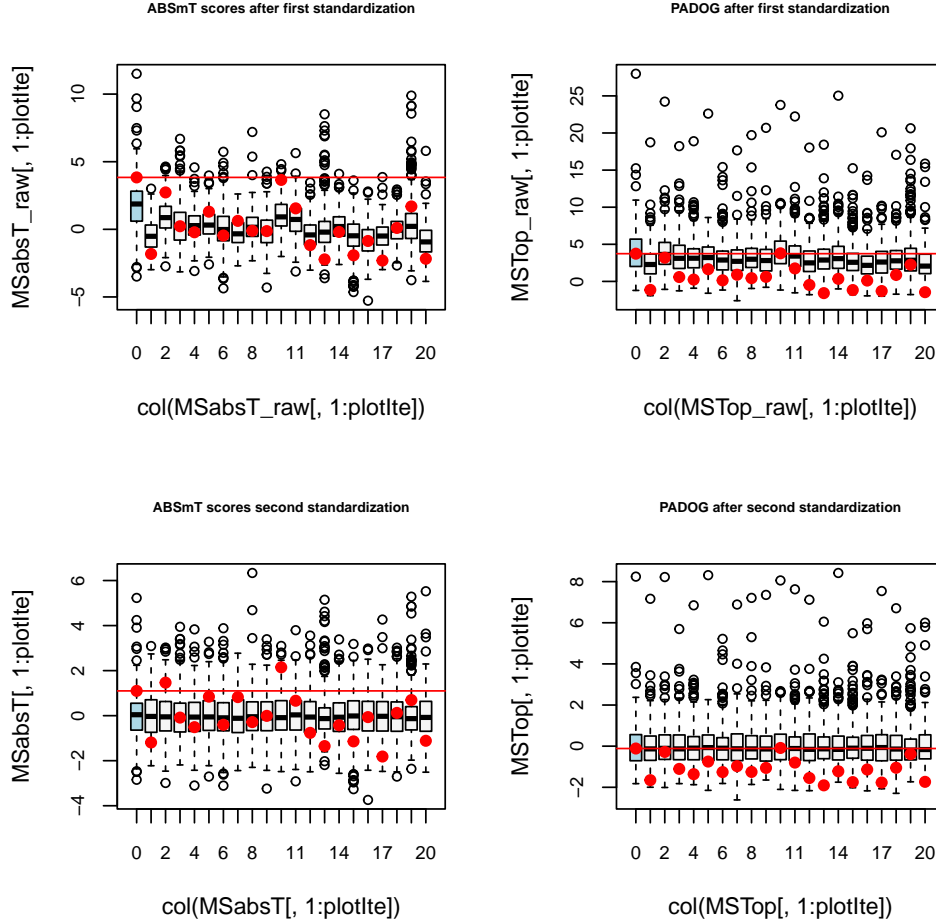 ABSmT scores after first standardization
MSabsT_raw[, 1:plotIte]
10
5
0
−5
0 2 4 6 8 11 14 17 20
col(MSabsT_raw[, 1:plotIte])
PADOG after first standardization
MSTop_raw[, 1:plotIte]
25
20
15
10
5
0
0 2 4 6 8 11 14 17 20
col(MSTop_raw[, 1:plotIte])
ABSmT scores second standardization
MSabsT[, 1:plotIte]
6
4
2
0
−2
−4
0 2 4 6 8 11 14 17 20
col(MSabsT[, 1:plotIte])
PADOG after second standardization
MSTop[, 1:plotIte]
8
6
4
2
0
−2
0 2 4 6 8 11 14 17 20
col(MSTop[, 1:plotIte])